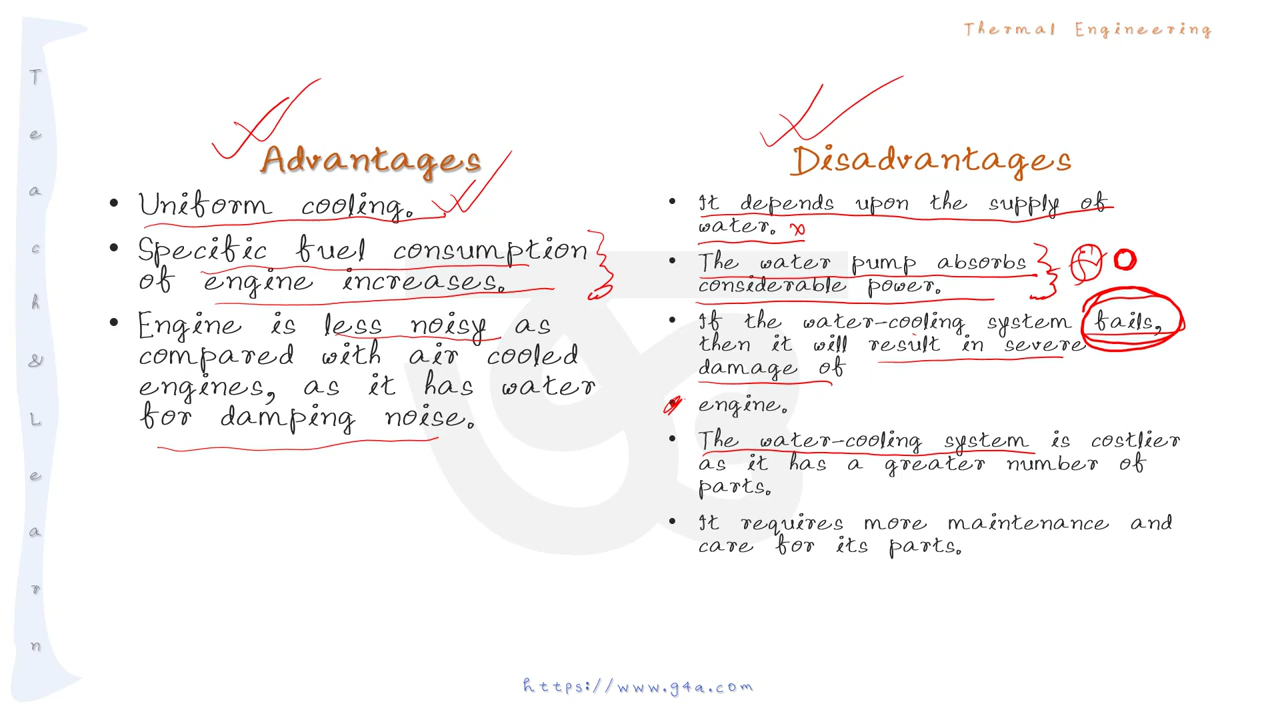 Thermal Engineering
Teach & Learn
Advantages
• Uniform cooling.
• Specific fuel consumption
of engine increases.
• Engine is less noisy as
compared with air cooled
engines, as it has water
for damping noise.
Disadvantages
• It depends upon the supply of
water.
• The water pump absorbs
considerable power.
• If the water-cooling system fails,
then it will result in severe
damage of
• engine.
• The water-cooling system is costlier
as it has a greater number of
parts.
• It requires more maintenance and
care for its parts.
https://www.g4a.com